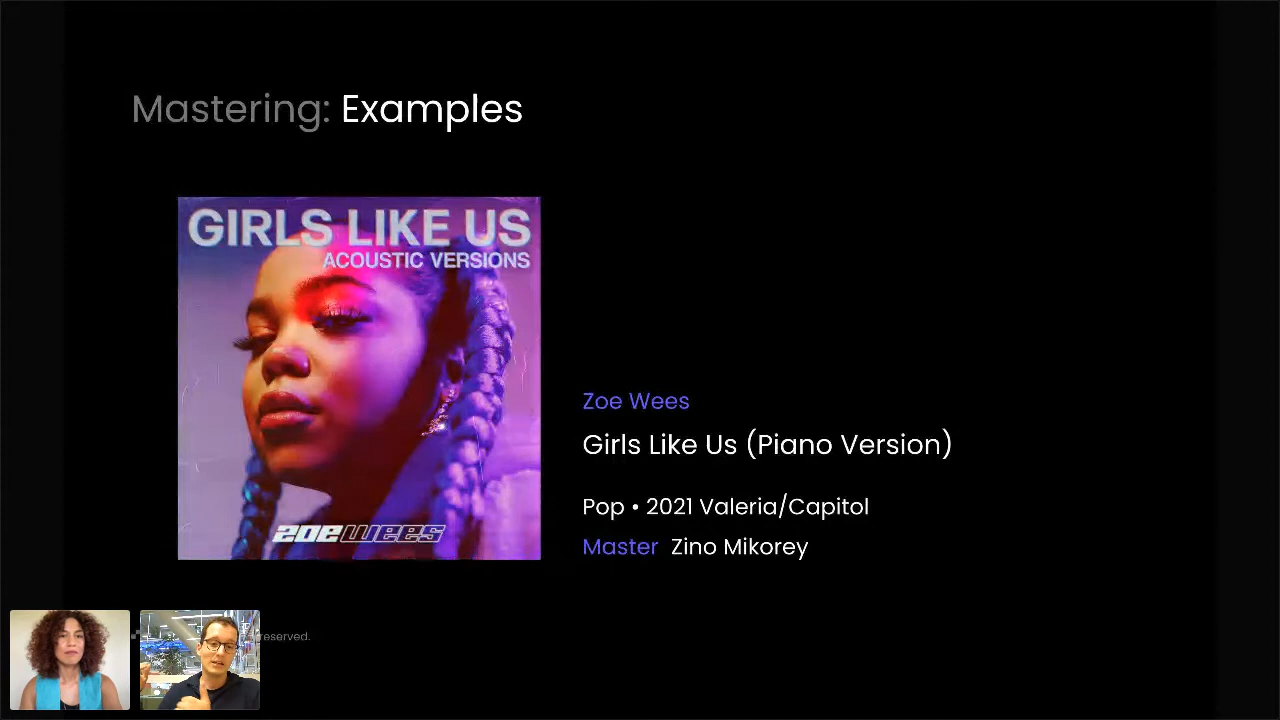 Mastering: Examples
GIRLS LIKE US
ACOUSTIC VERSIONS
zoe wees
Zoe Wees
Girls Like Us (Piano Version)
Pop • 2021 Valeria/Capitol
Master Zino Mikorey
reserved.